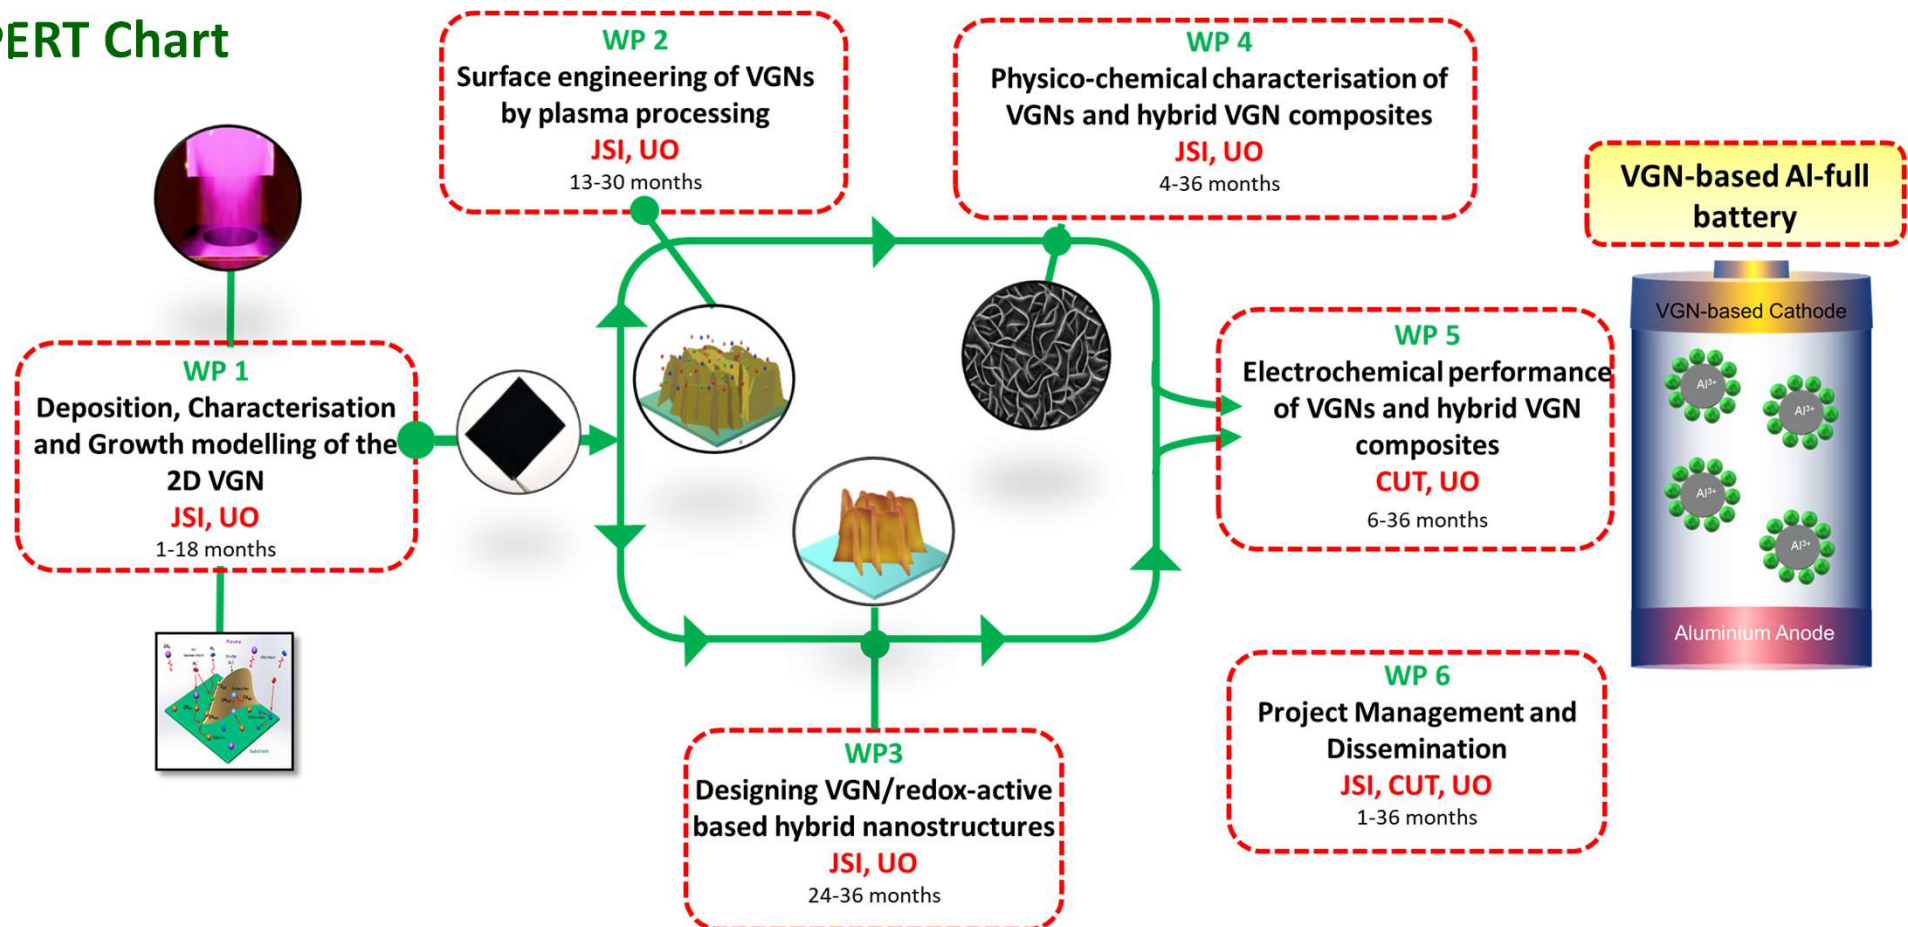 PERT Chart
WP 2
Surface engineering of VGNs
by plasma processing
JSI, UO
13-30 months
WP 4
Physico-chemical characterisation of
VGNs and hybrid VGN composites
JSI, UO
4-36 months
VGN-based Al-full
battery
WP 1
Deposition, Characterisation
and Growth modelling of the
2D VGN
JSI, UO
1-18 months
WP 5
Electrochemical performance
of VGNs and hybrid VGN
composites
CUT, UO
6-36 months
VGN-based Cathode
Al³⁺
Al³⁺
Al³⁺
Al³⁺
Aluminium Anode
Plasma
Substrate
WP3
Designing VGN/redox-active
based hybrid nanostructures
JSI, UO
24-36 months
WP 6
Project Management and
Dissemination
JSI, CUT, UO
1-36 months